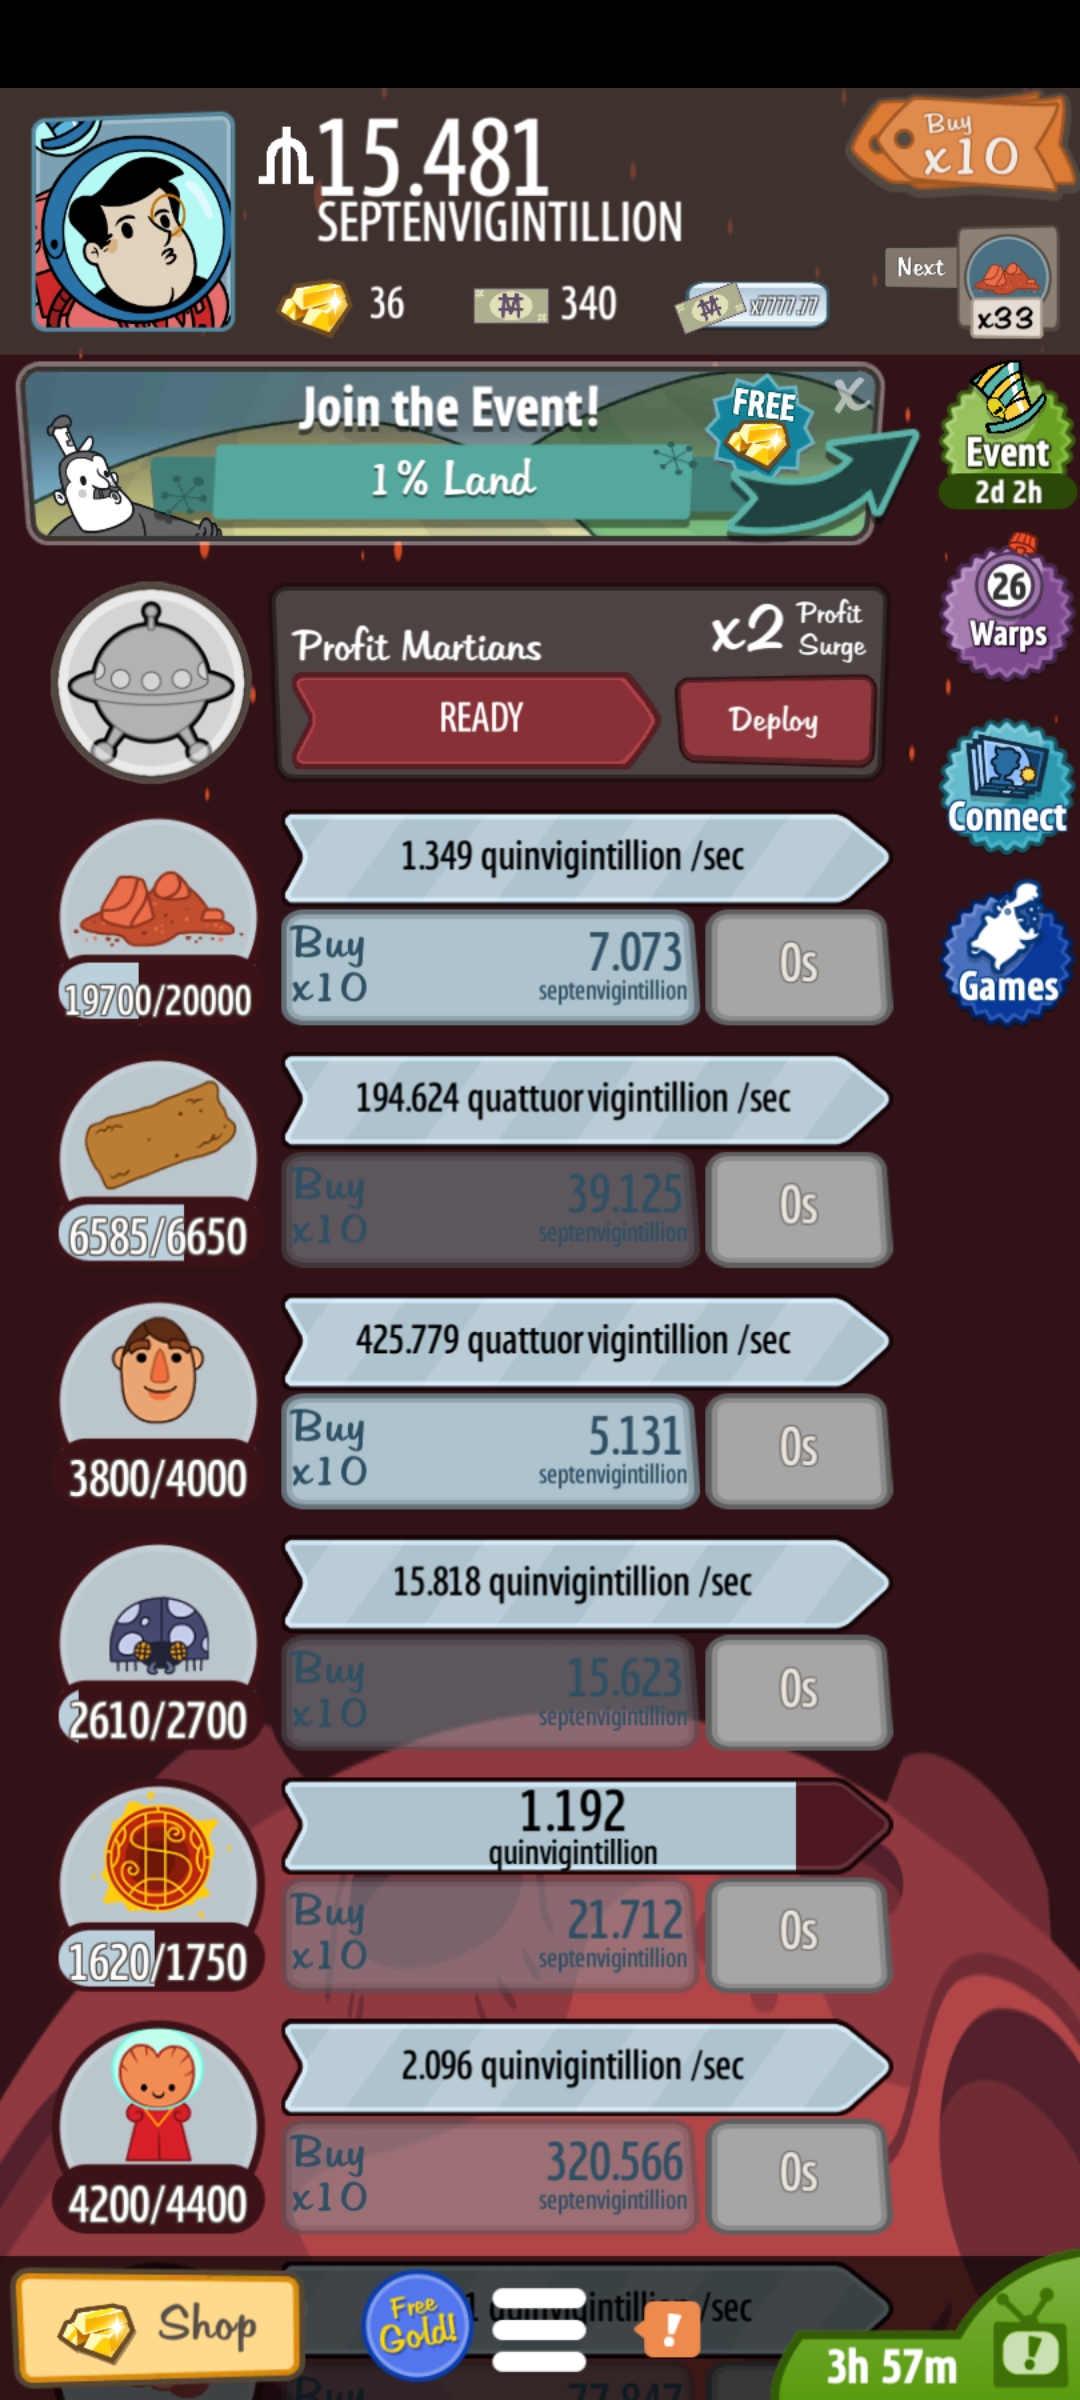 15.481
SEPTENVIGINTILLION
Buy
x10
36
340
x7777.77
Next
x33
Join the Event!
1% Land
FREE
X
Event
2d 2h
26
Warps
Connect
Games
Profit Martians
x2 Profit Surge
READY
Deploy
1.349 quinvigintillion /sec
Buy x10
7.073
septenvigintillion
0s
19700/20000
194.624 quattuorvigintillion /sec
Buy x10
39.125
septenvigintillion
0s
6585/6650
425.779 quattuorvigintillion /sec
Buy x10
5.131
septenvigintillion
0s
3800/4000
15.818 quinvigintillion /sec
Buy x10
15.623
septenvigintillion
0s
2610/2700
1.192
quinvigintillion
Buy x10
21.712
septenvigintillion
0s
1620/1750
2.096 quinvigintillion /sec
Buy x10
320.566
septenvigintillion
0s
4200/4400
Shop
Free Gold!
/sec
!
3h 57m
!
Buy
77.847